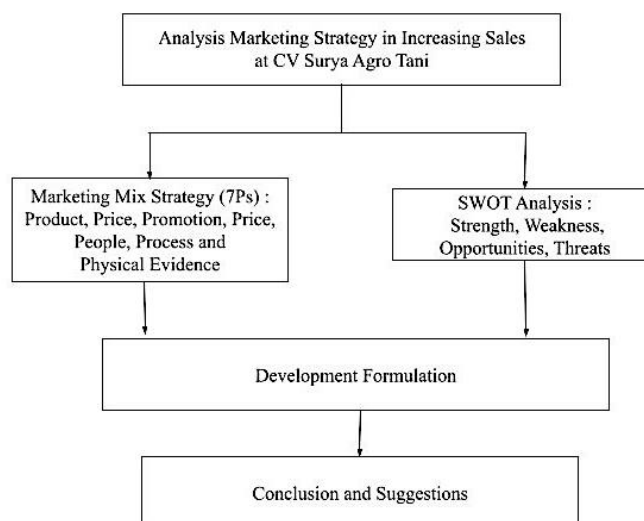 Analysis Marketing Strategy in Increasing Sales
at CV Surya Agro Tani
Marketing Mix Strategy (7Ps) :
Product, Price, Promotion, Price,
People, Process and
Physical Evidence
SWOT Analysis :
Strength, Weakness,
Opportunities, Threats
Development Formulation
Conclusion and Suggestions